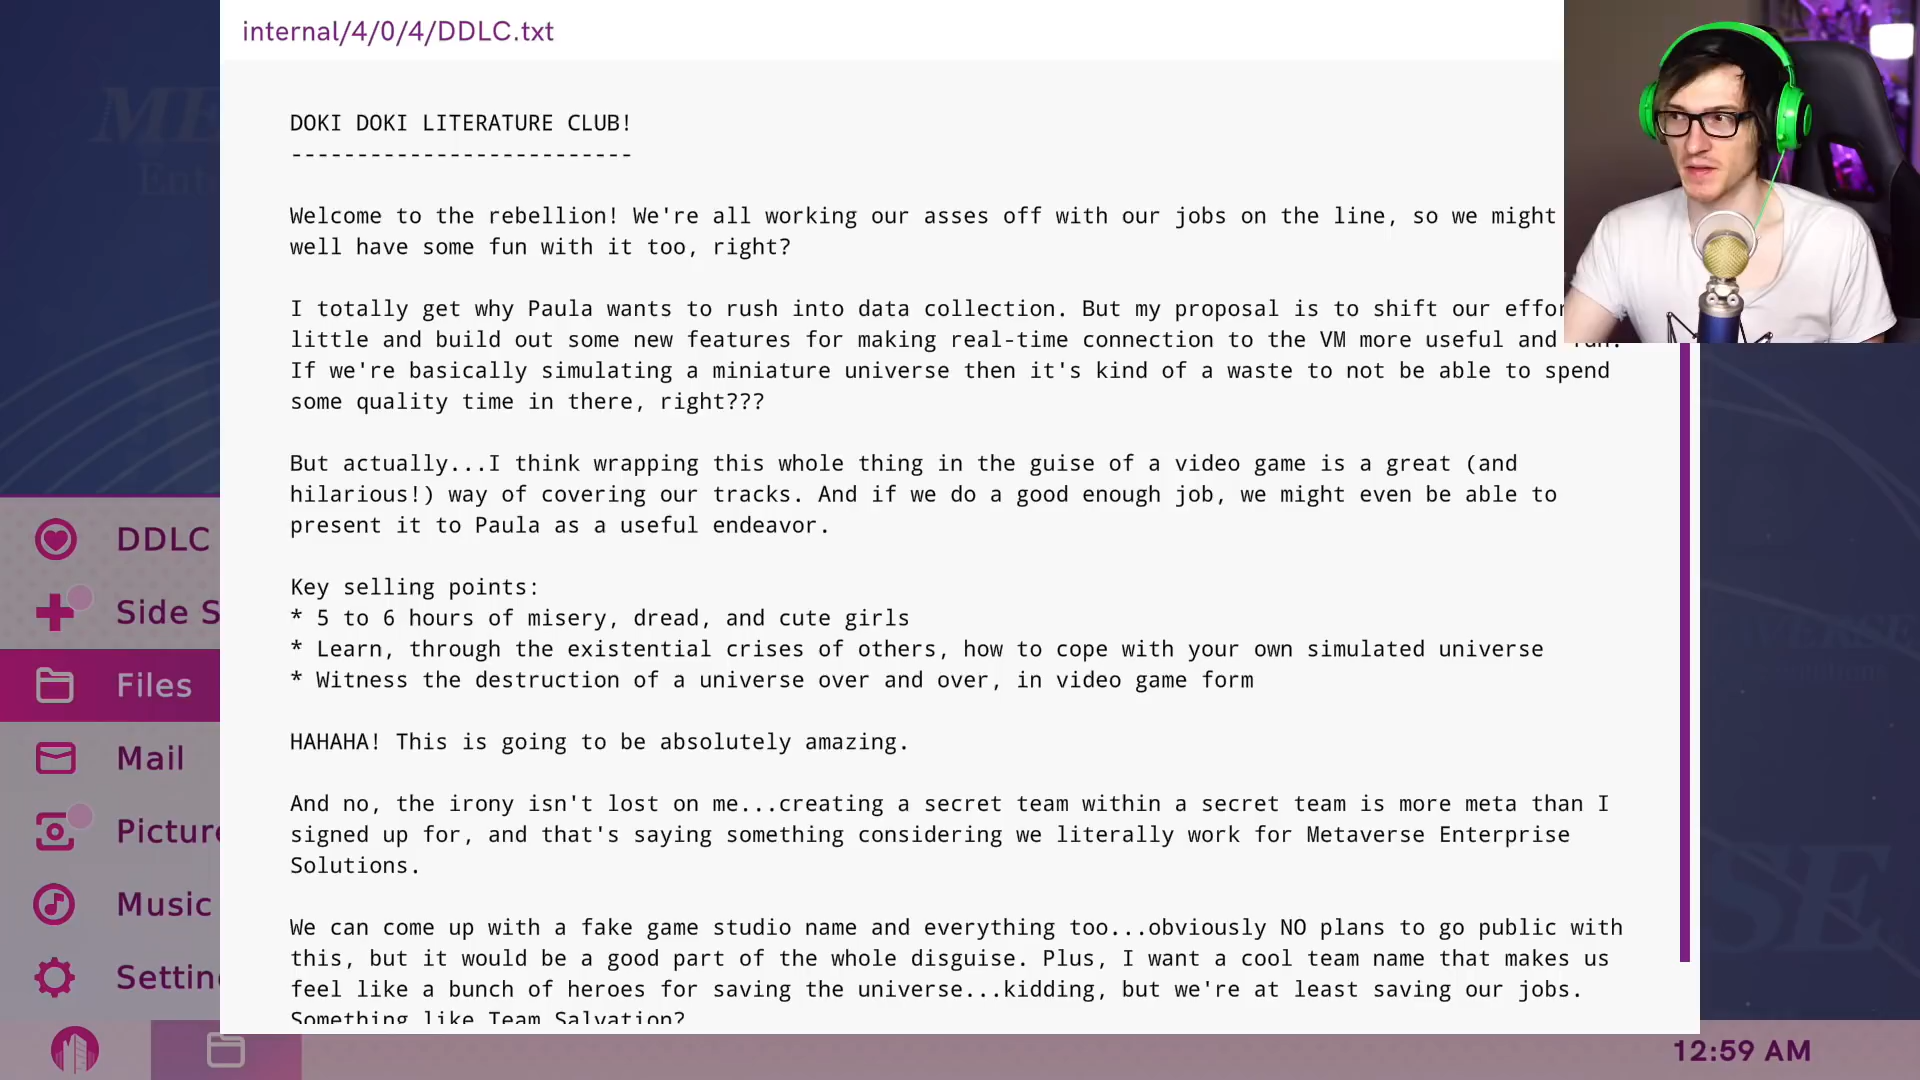 internal/4/0/4/DDLC.txt
DOKI DOKI LITERATURE CLUB!
--------------------------
Welcome to the rebellion! We're all working our asses off with our jobs on the line, so we might
well have some fun with it too, right?
I totally get why Paula wants to rush into data collection. But my proposal is to shift our
little and build out some new features for making real-time connection to the VM more useful and fun.
If we're basically simulating a miniature universe then it's kind of a waste to not be able to spend
some quality time in there, right???
But actually...I think wrapping this whole thing in the guise of a video game is a great (and
hilarious!) way of covering our tracks. And if we do a good enough job, we might even be able to
present it to Paula as a useful endeavor.
Key selling points:
* 5 to 6 hours of misery, dread, and cute girls
* Learn, through the existential crises of others, how to cope with your own simulated universe
* Witness the destruction of a universe over and over, in video game form
HAHAHA! This is going to be absolutely amazing.
And no, the irony isn't lost on me...creating a secret team within a secret team is more meta than I
signed up for, and that's saying something considering we literally work for Metaverse Enterprise
Solutions.
We can come up with a fake game studio name and everything too...obviously NO plans to go public with
this, but it would be a good part of the whole disguise. Plus, I want a cool team name that makes us
feel like a bunch of heroes for saving the universe...kidding, but we're at least saving our jobs.
Something like Team Salvation?
DDLC
Side S
Files
Mail
Picture
Music
Settin
12:59 AM